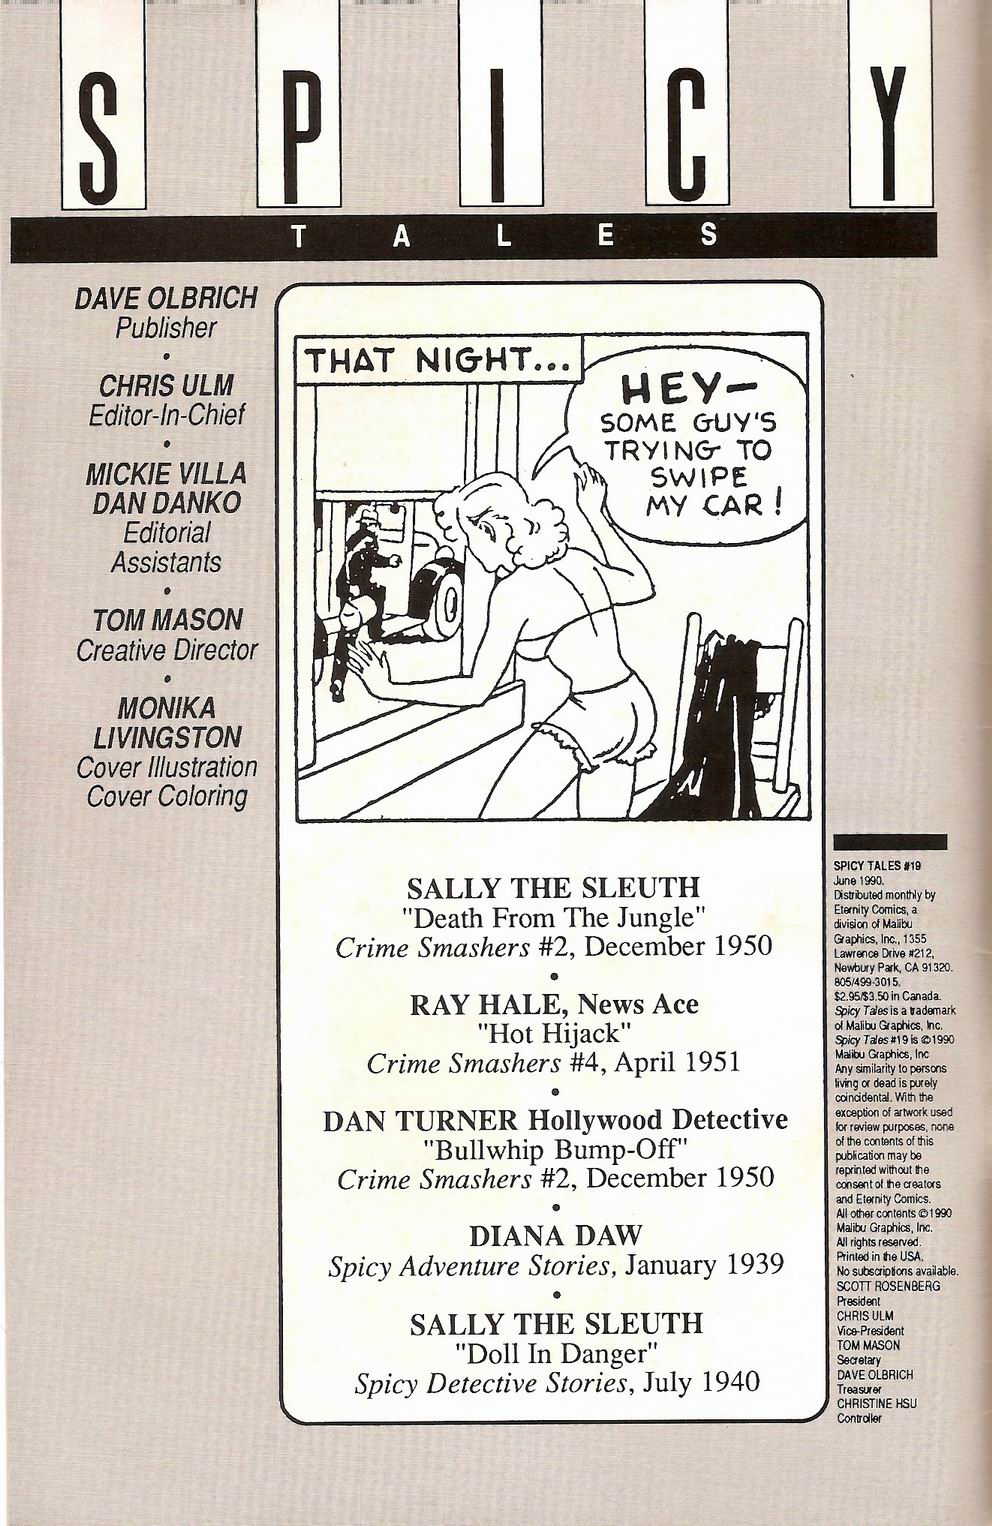 SPICY
TALES
DAVE OLBRICH
Publisher
•
CHRIS ULM
Editor-In-Chief
•
MICKIE VILLA
DAN DANKO
Editorial
Assistants
•
TOM MASON
Creative Director
•
MONIKA
LIVINGSTON
Cover Illustration
Cover Coloring
THAT NIGHT...
HEY—
SOME GUY'S
TRYING TO
SWIPE
MY CAR!
SALLY THE SLEUTH
"Death From The Jungle"
Crime Smashers #2, December 1950
•
RAY HALE, News Ace
"Hot Hijack"
Crime Smashers #4, April 1951
•
DAN TURNER Hollywood Detective
"Bullwhip Bump-Off"
Crime Smashers #2, December 1950
•
DIANA DAW
Spicy Adventure Stories, January 1939
•
SALLY THE SLEUTH
"Doll In Danger"
Spicy Detective Stories, July 1940
SPICY TALES #19
June 1990.
Distributed monthly by
Eternity Comics, a
division of Malibu
Graphics, Inc., 1355
Lawrence Drive #212,
Newbury Park, CA 91320.
805/499-3015.
$2.95/$3.50 in Canada.
Spicy Tales is a trademark
of Malibu Graphics, Inc.
Spicy Tales #19 is ©1990
Malibu Graphics, Inc
Any similarity to persons
living or dead is purely
coincidental. With the
exception of artwork used
for review purposes, none
of the contents of this
publication may be
reprinted without the
consent of the creators
and Eternity Comics.
All other contents ©1990
Malibu Graphics, Inc.
All rights reserved.
Printed in the USA.
No subscriptions available.
SCOTT ROSENBERG
President
CHRIS ULM
Vice-President
TOM MASON
Secretary
DAVE OLBRICH
Treasurer
CHRISTINE HSU
Controller